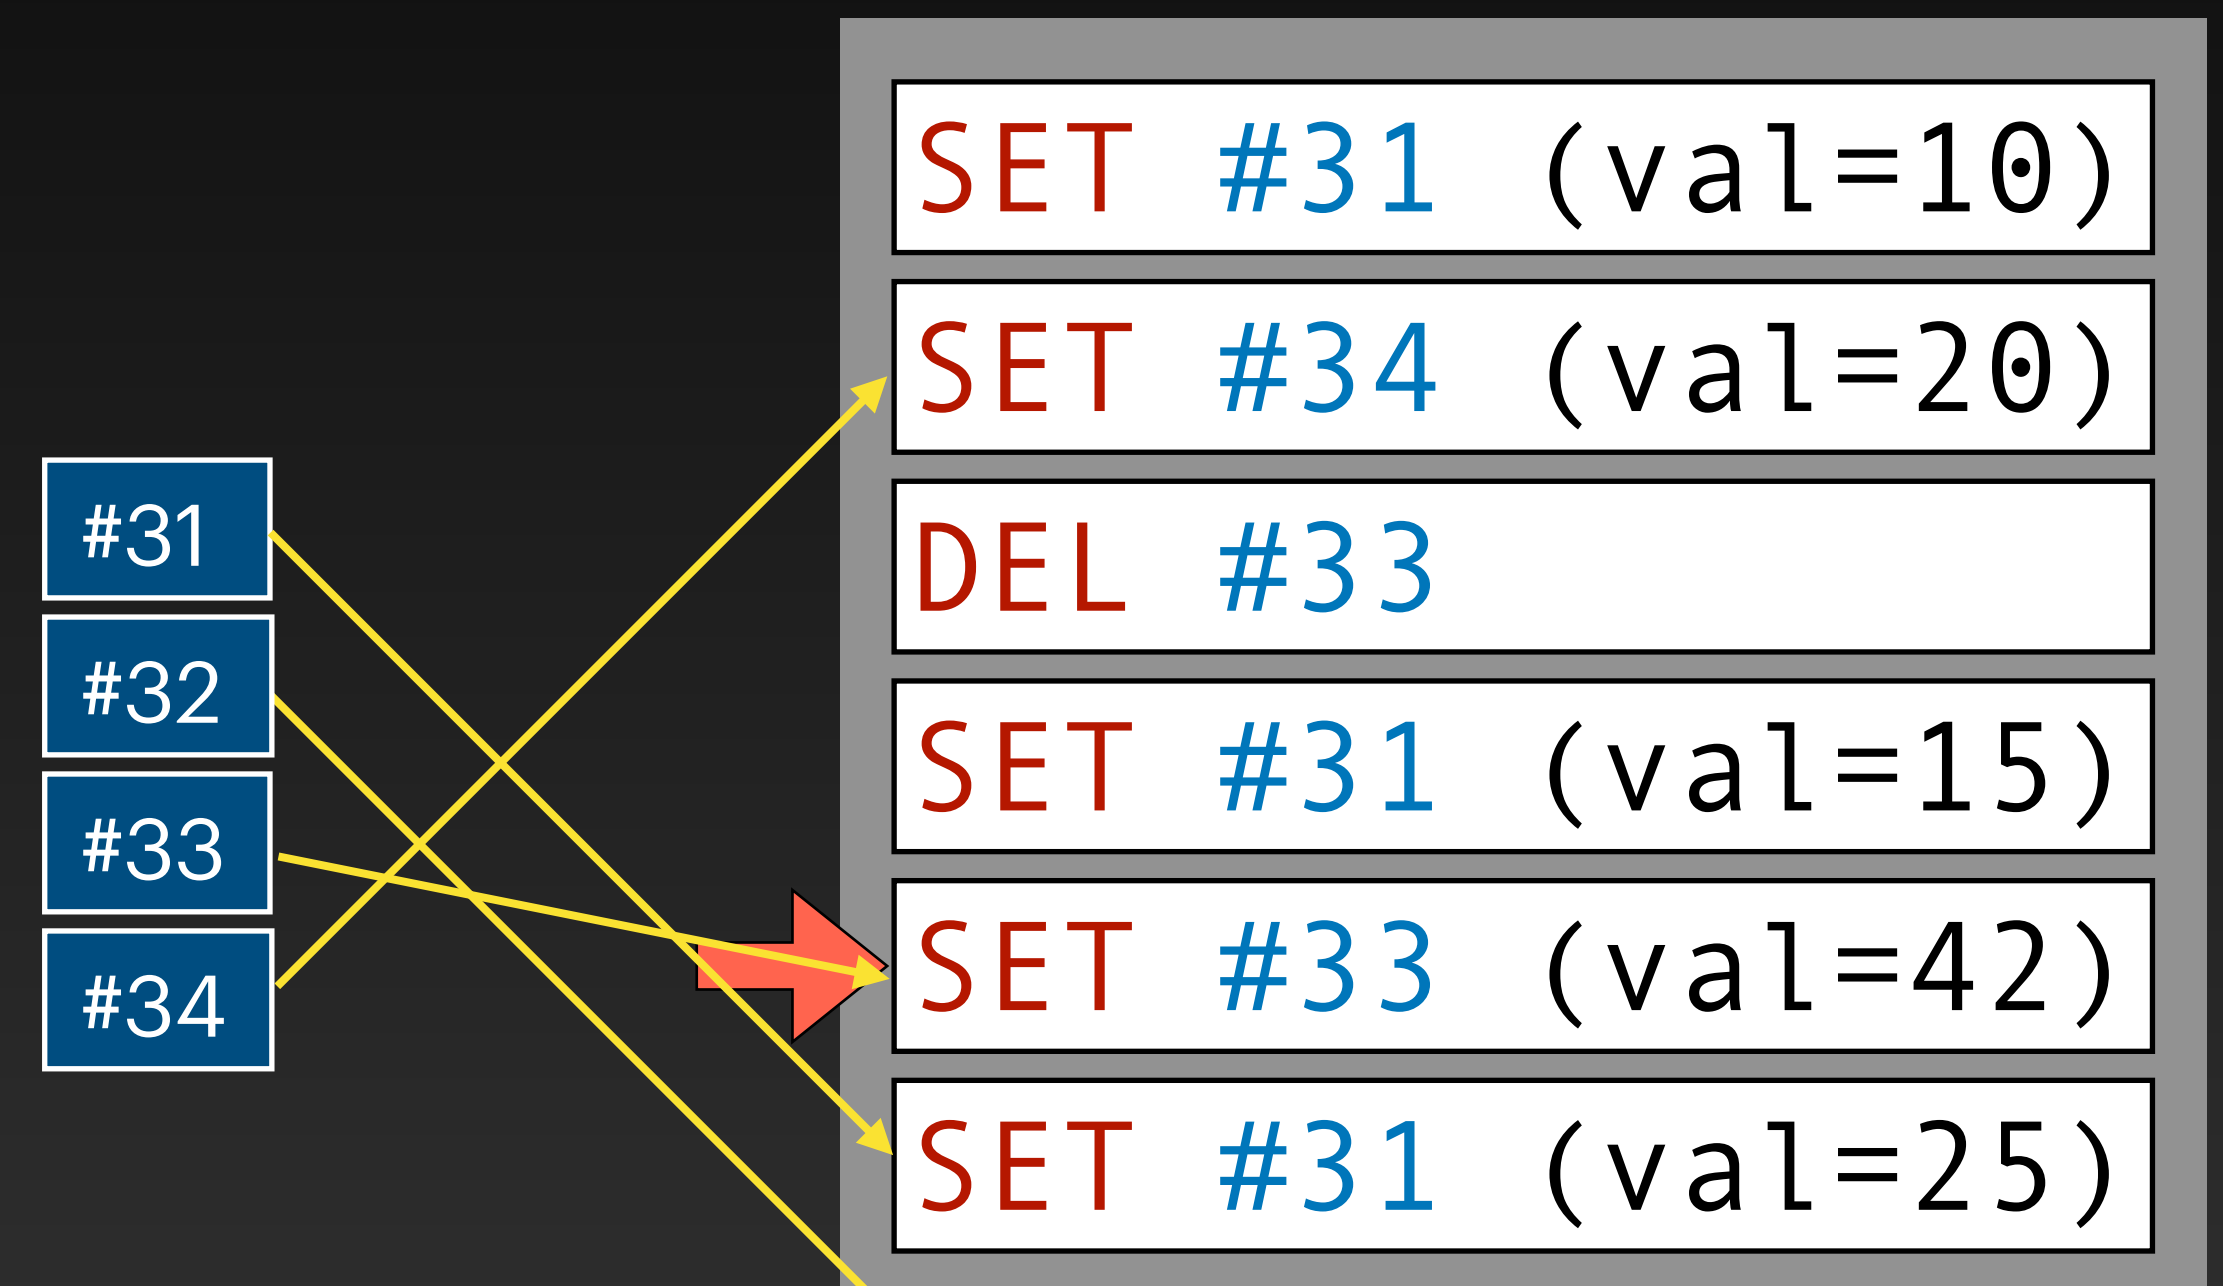 #31
#32
#33
#34
SET #31 (val=10)
SET #34 (val=20)
DEL #33
SET #31 (val=15)
SET #33 (val=42)
SET #31 (val=25)